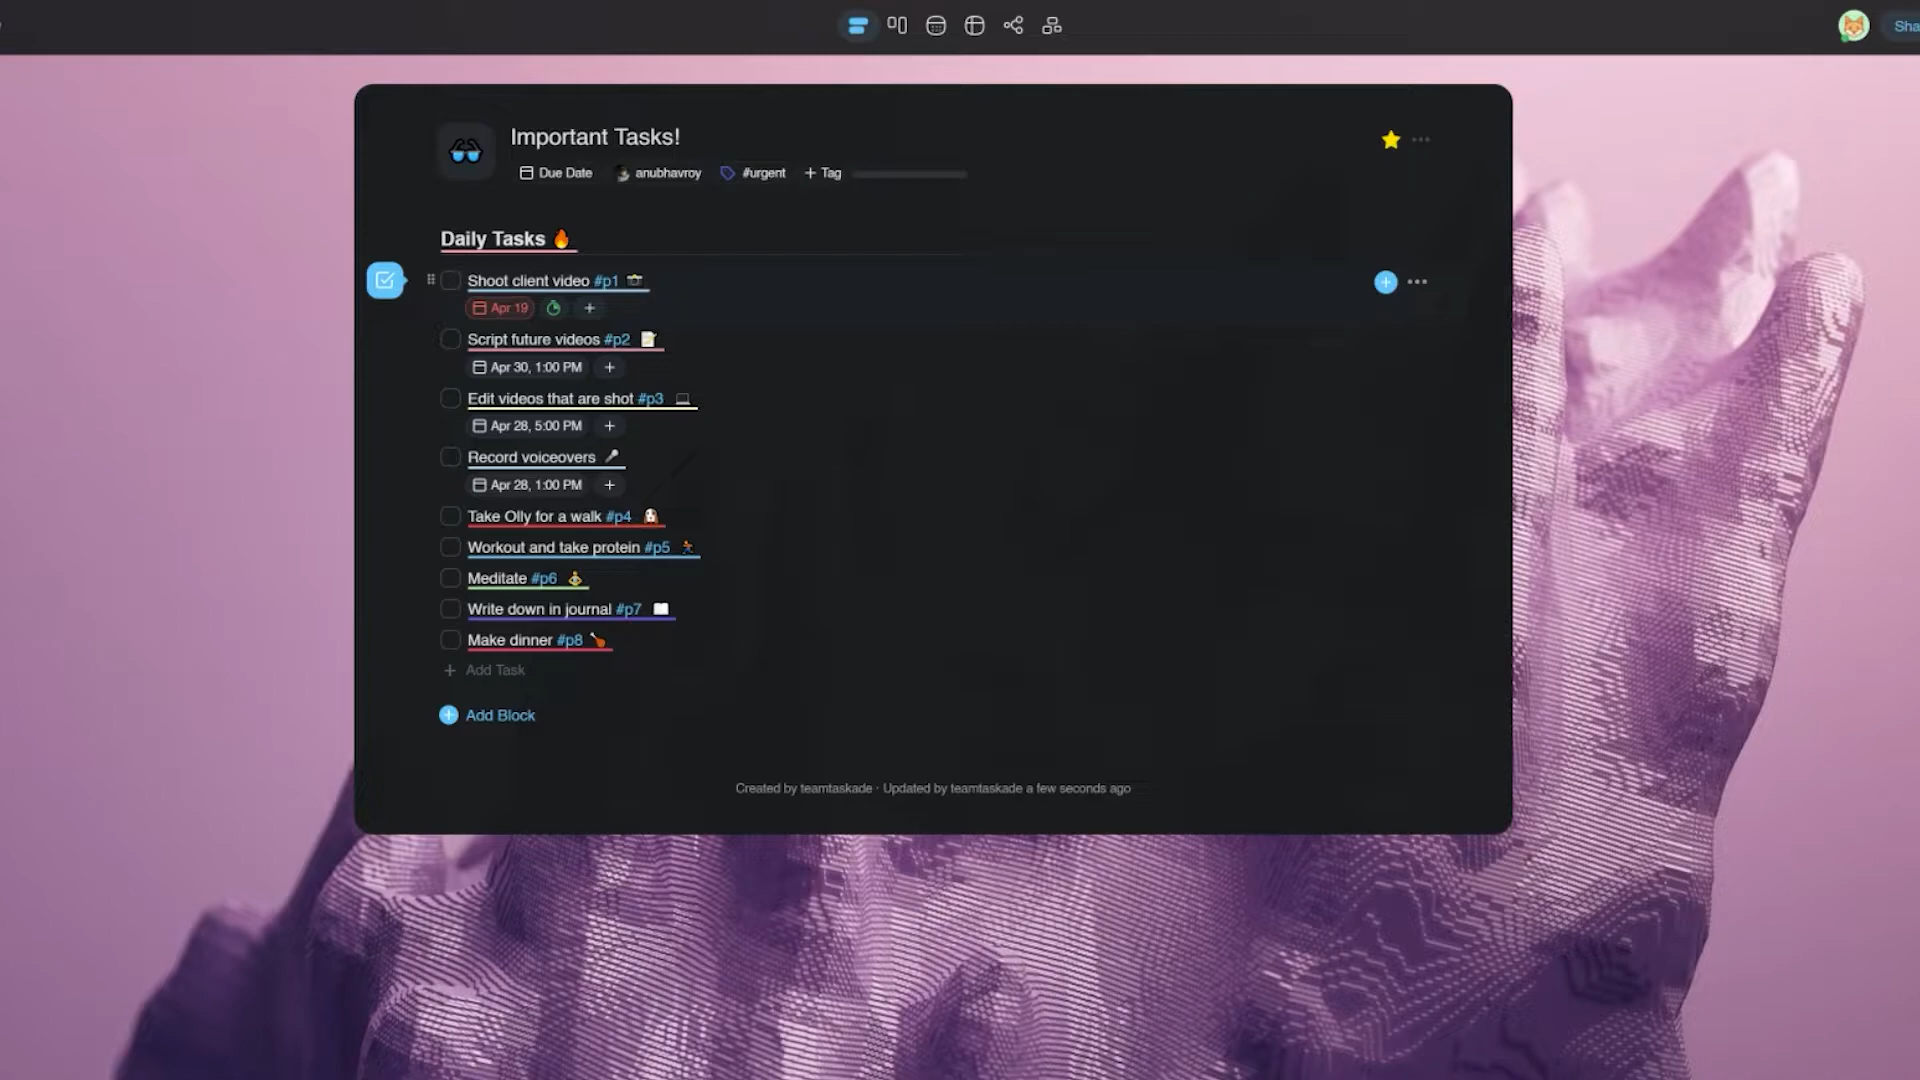 Sha
Important Tasks!
Due Date anubhavroy #urgent + Tag
Daily Tasks 🔥
Shoot client video #p1
Apr 19
Script future videos #p2
Apr 30, 1:00 PM
Edit videos that are shot #p3
Apr 28, 5:00 PM
Record voiceovers
Apr 28, 1:00 PM
Take Olly for a walk #p4
Workout and take protein #p5
Meditate #p6
Write down in journal #p7
Make dinner #p8
+ Add Task
Add Block
Created by teamtaskade · Updated by teamtaskade a few seconds ago